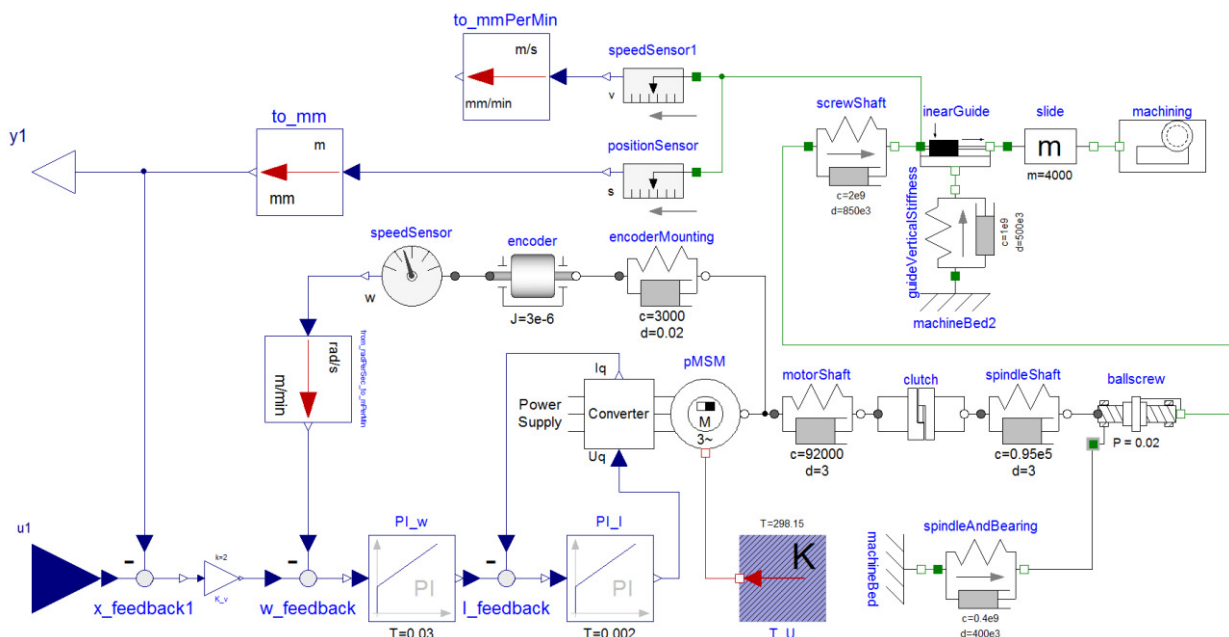 to_mmPerMin
m/s
mm/min
speedSensor1
v
to_mm
m
mm
y1
positionSensor
s
screwShaft
c=2e9
d=850e3
inearGuide
slide
m
m=4000
machining
guideVerticalStiffness
c=1e9
d=500e3
machineBed2
speedSensor
w
encoder
J=3e-6
encoderMounting
c=3000
d=0.02
rad/s
m/min
Iq
Power
Supply
Converter
Uq
pMSM
M
3~
motorShaft
c=92000
d=3
clutch
spindleShaft
c=0.95e5
d=3
ballscrew
P = 0.02
u1
x_feedback1
k=2
K_v
w_feedback
PI_w
PI
T=0.03
I_feedback
PI_I
PI
T=0.002
T=298.15
K
T_U
machineBed
spindleAndBearing
c=0.4e9
d=400e3